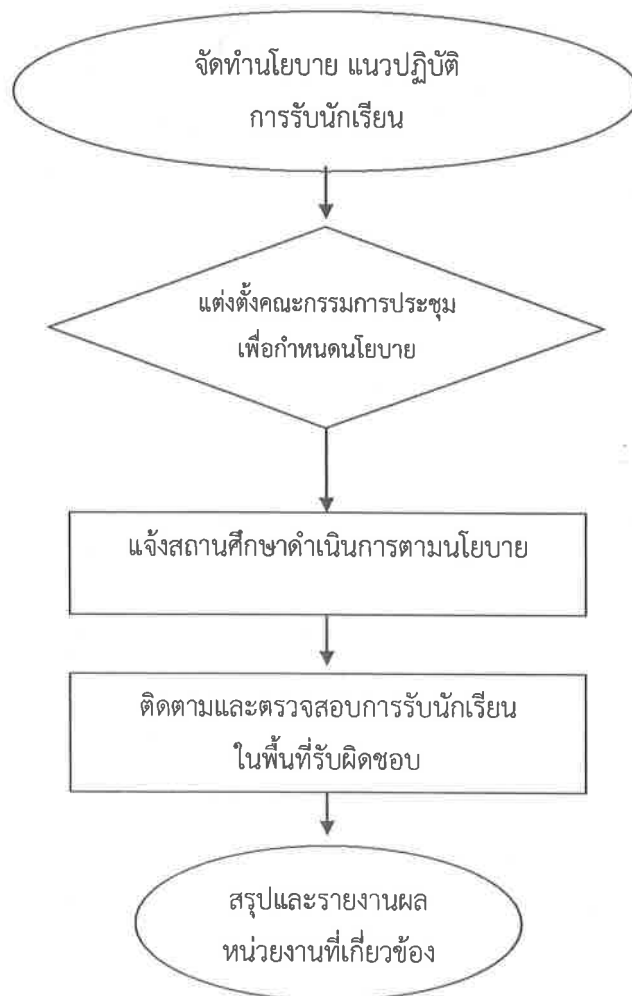 จัดทำนโยบาย แนวปฏิบัติ
การรับนักเรียน
แต่งตั้งคณะกรรมการประชุม
เพื่อกำหนดนโยบาย
แจ้งสถานศึกษาดำเนินการตามนโยบาย
ติดตามและตรวจสอบการรับนักเรียน
ในพื้นที่รับผิดชอบ
สรุปและรายงานผล
หน่วยงานที่เกี่ยวข้อง